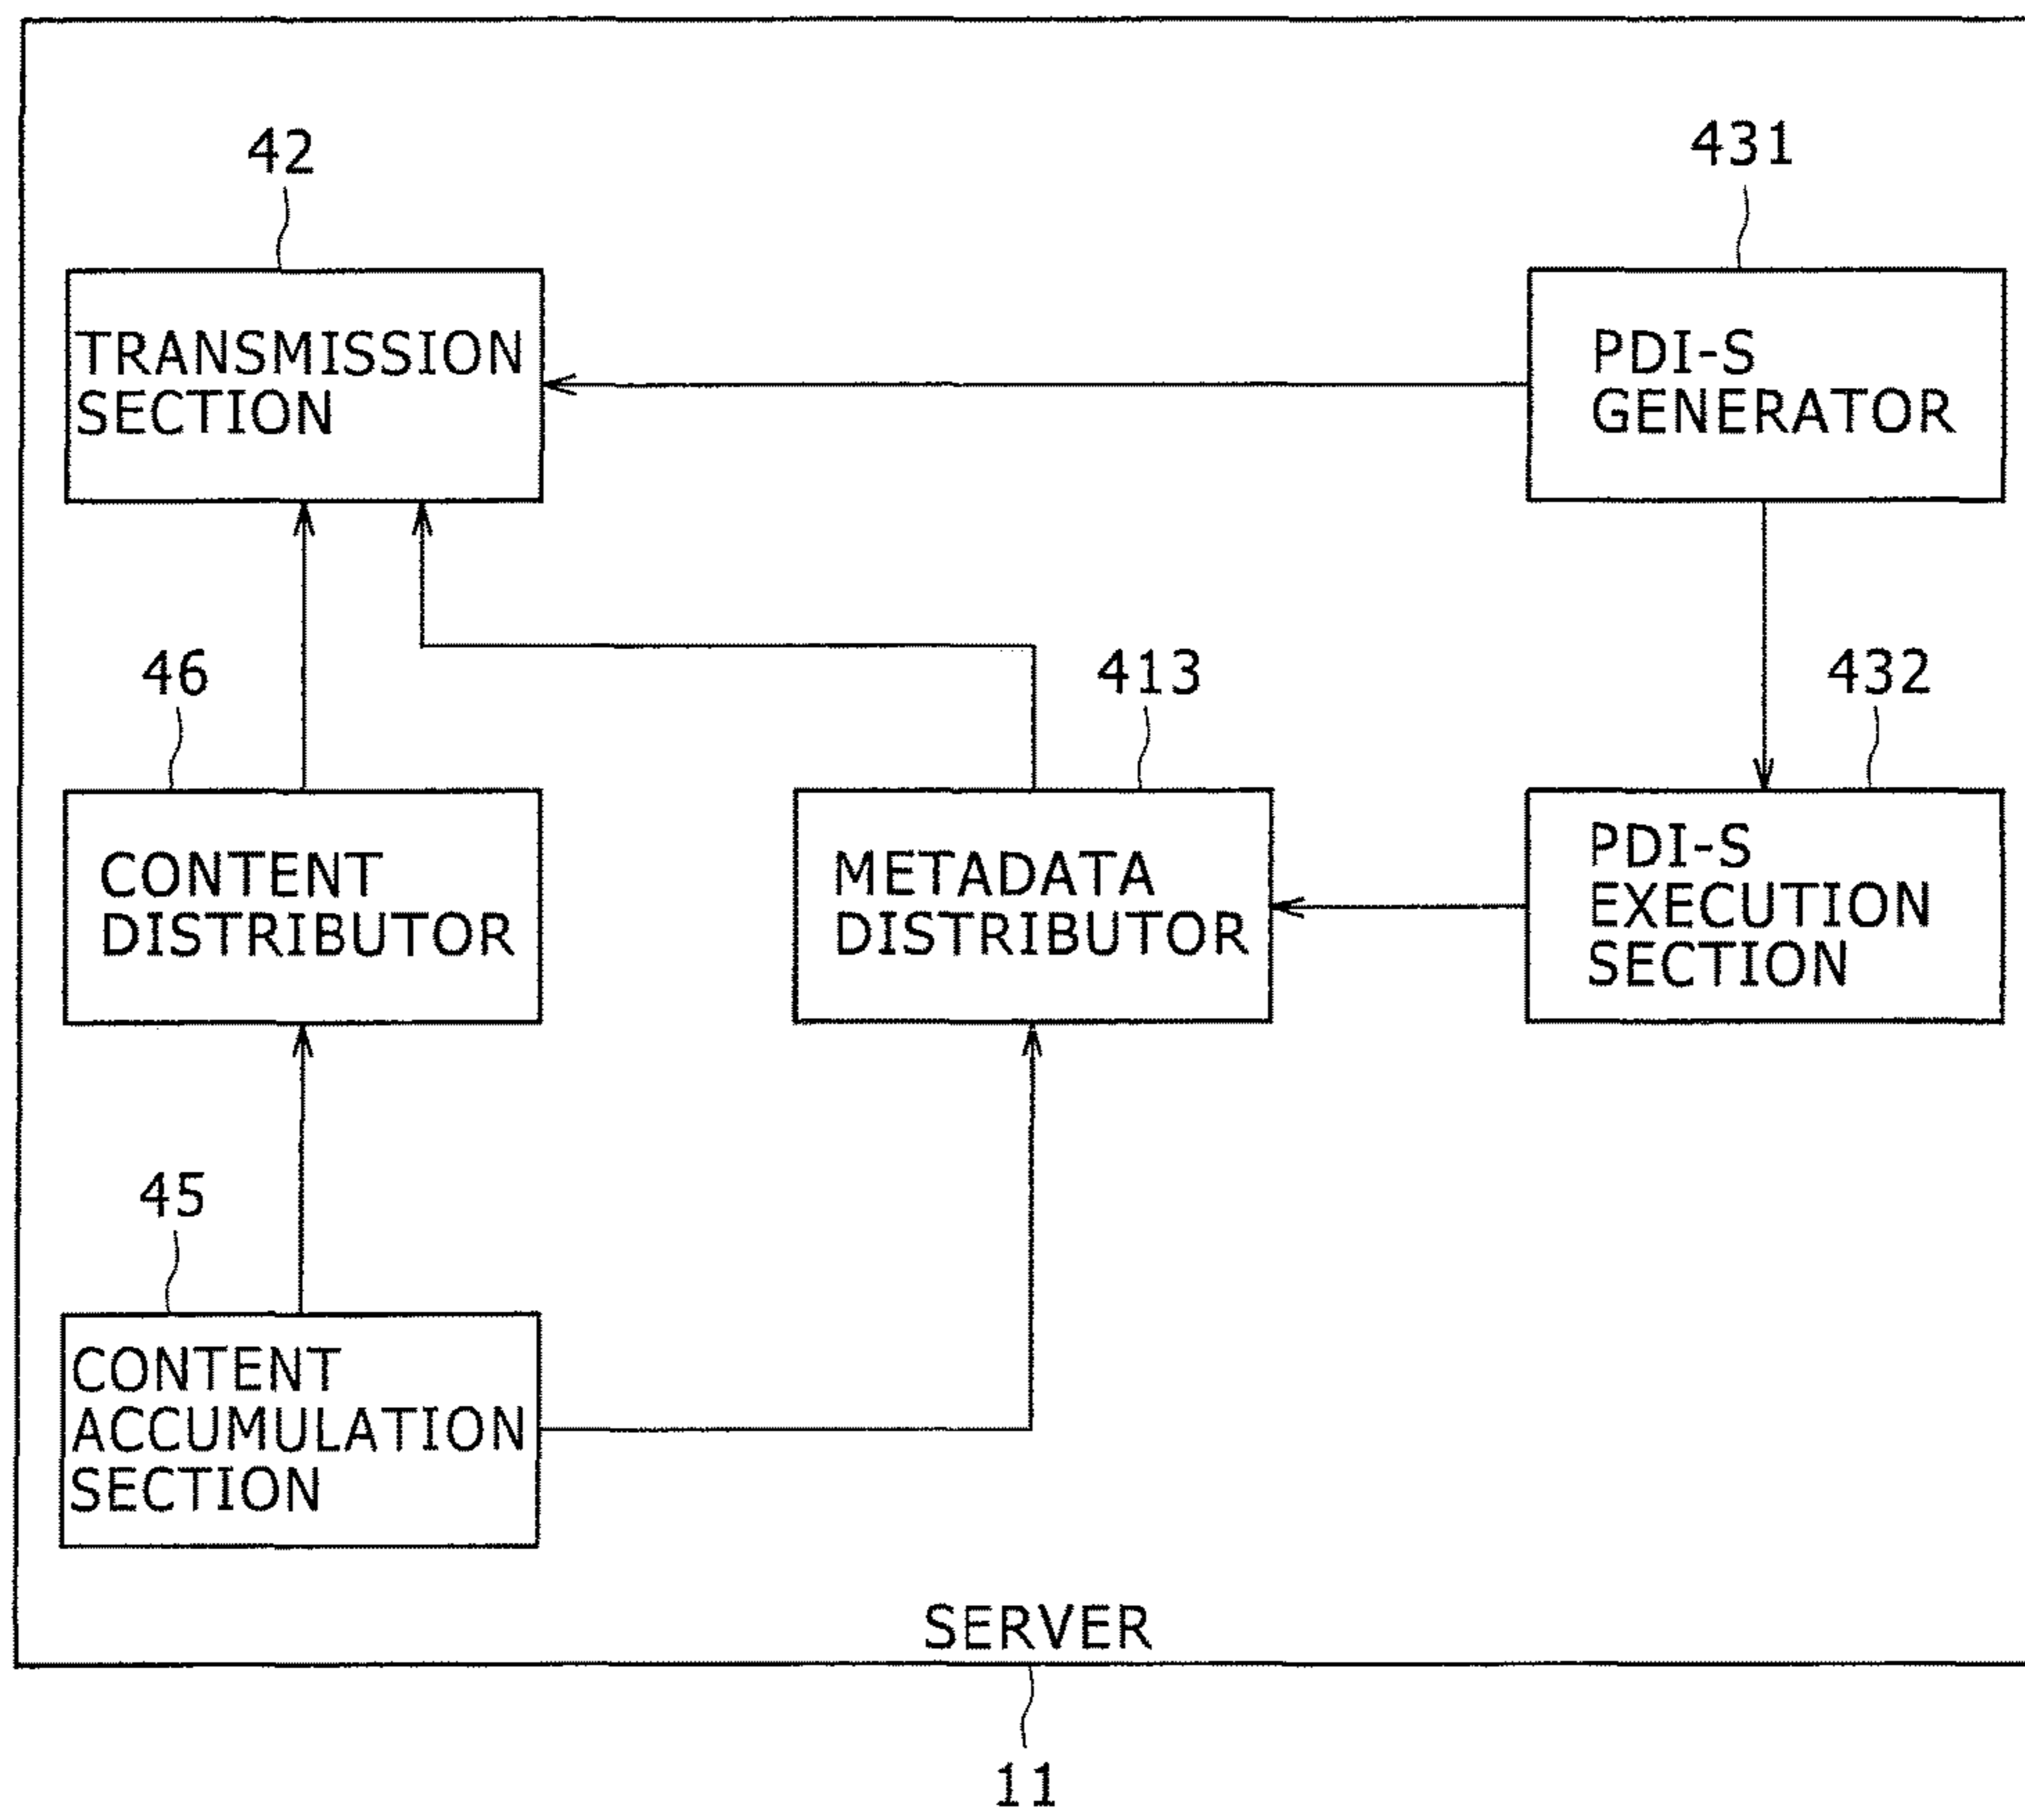 42
431
TRANSMISSION
SECTION
PDI-S
GENERATOR
46
413
432
CONTENT
DISTRIBUTOR
METADATA
DISTRIBUTOR
PDI-S
EXECUTION
SECTION
45
CONTENT
ACCUMULATION
SECTION
SERVER
11